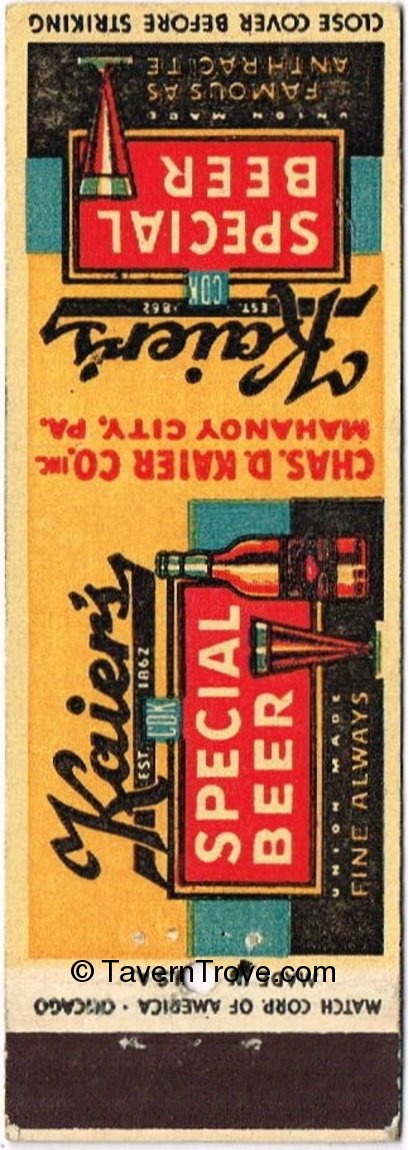 CLOSE COVER BEFORE STRIKING
FAMOUS AS
ANTHRACITE
UNION MADE
SPECIAL
BEER
CDK
EST. 1862
Kaier's
CHAS. D. KAIER CO., INC.
MAHANOY CITY, PA.
Kaier's
EST. 1862
CDK
SPECIAL
BEER
UNION MADE
FINE ALWAYS
© TavernTrove.com
MADE IN
MATCH CORP. OF AMERICA · CHICAGO